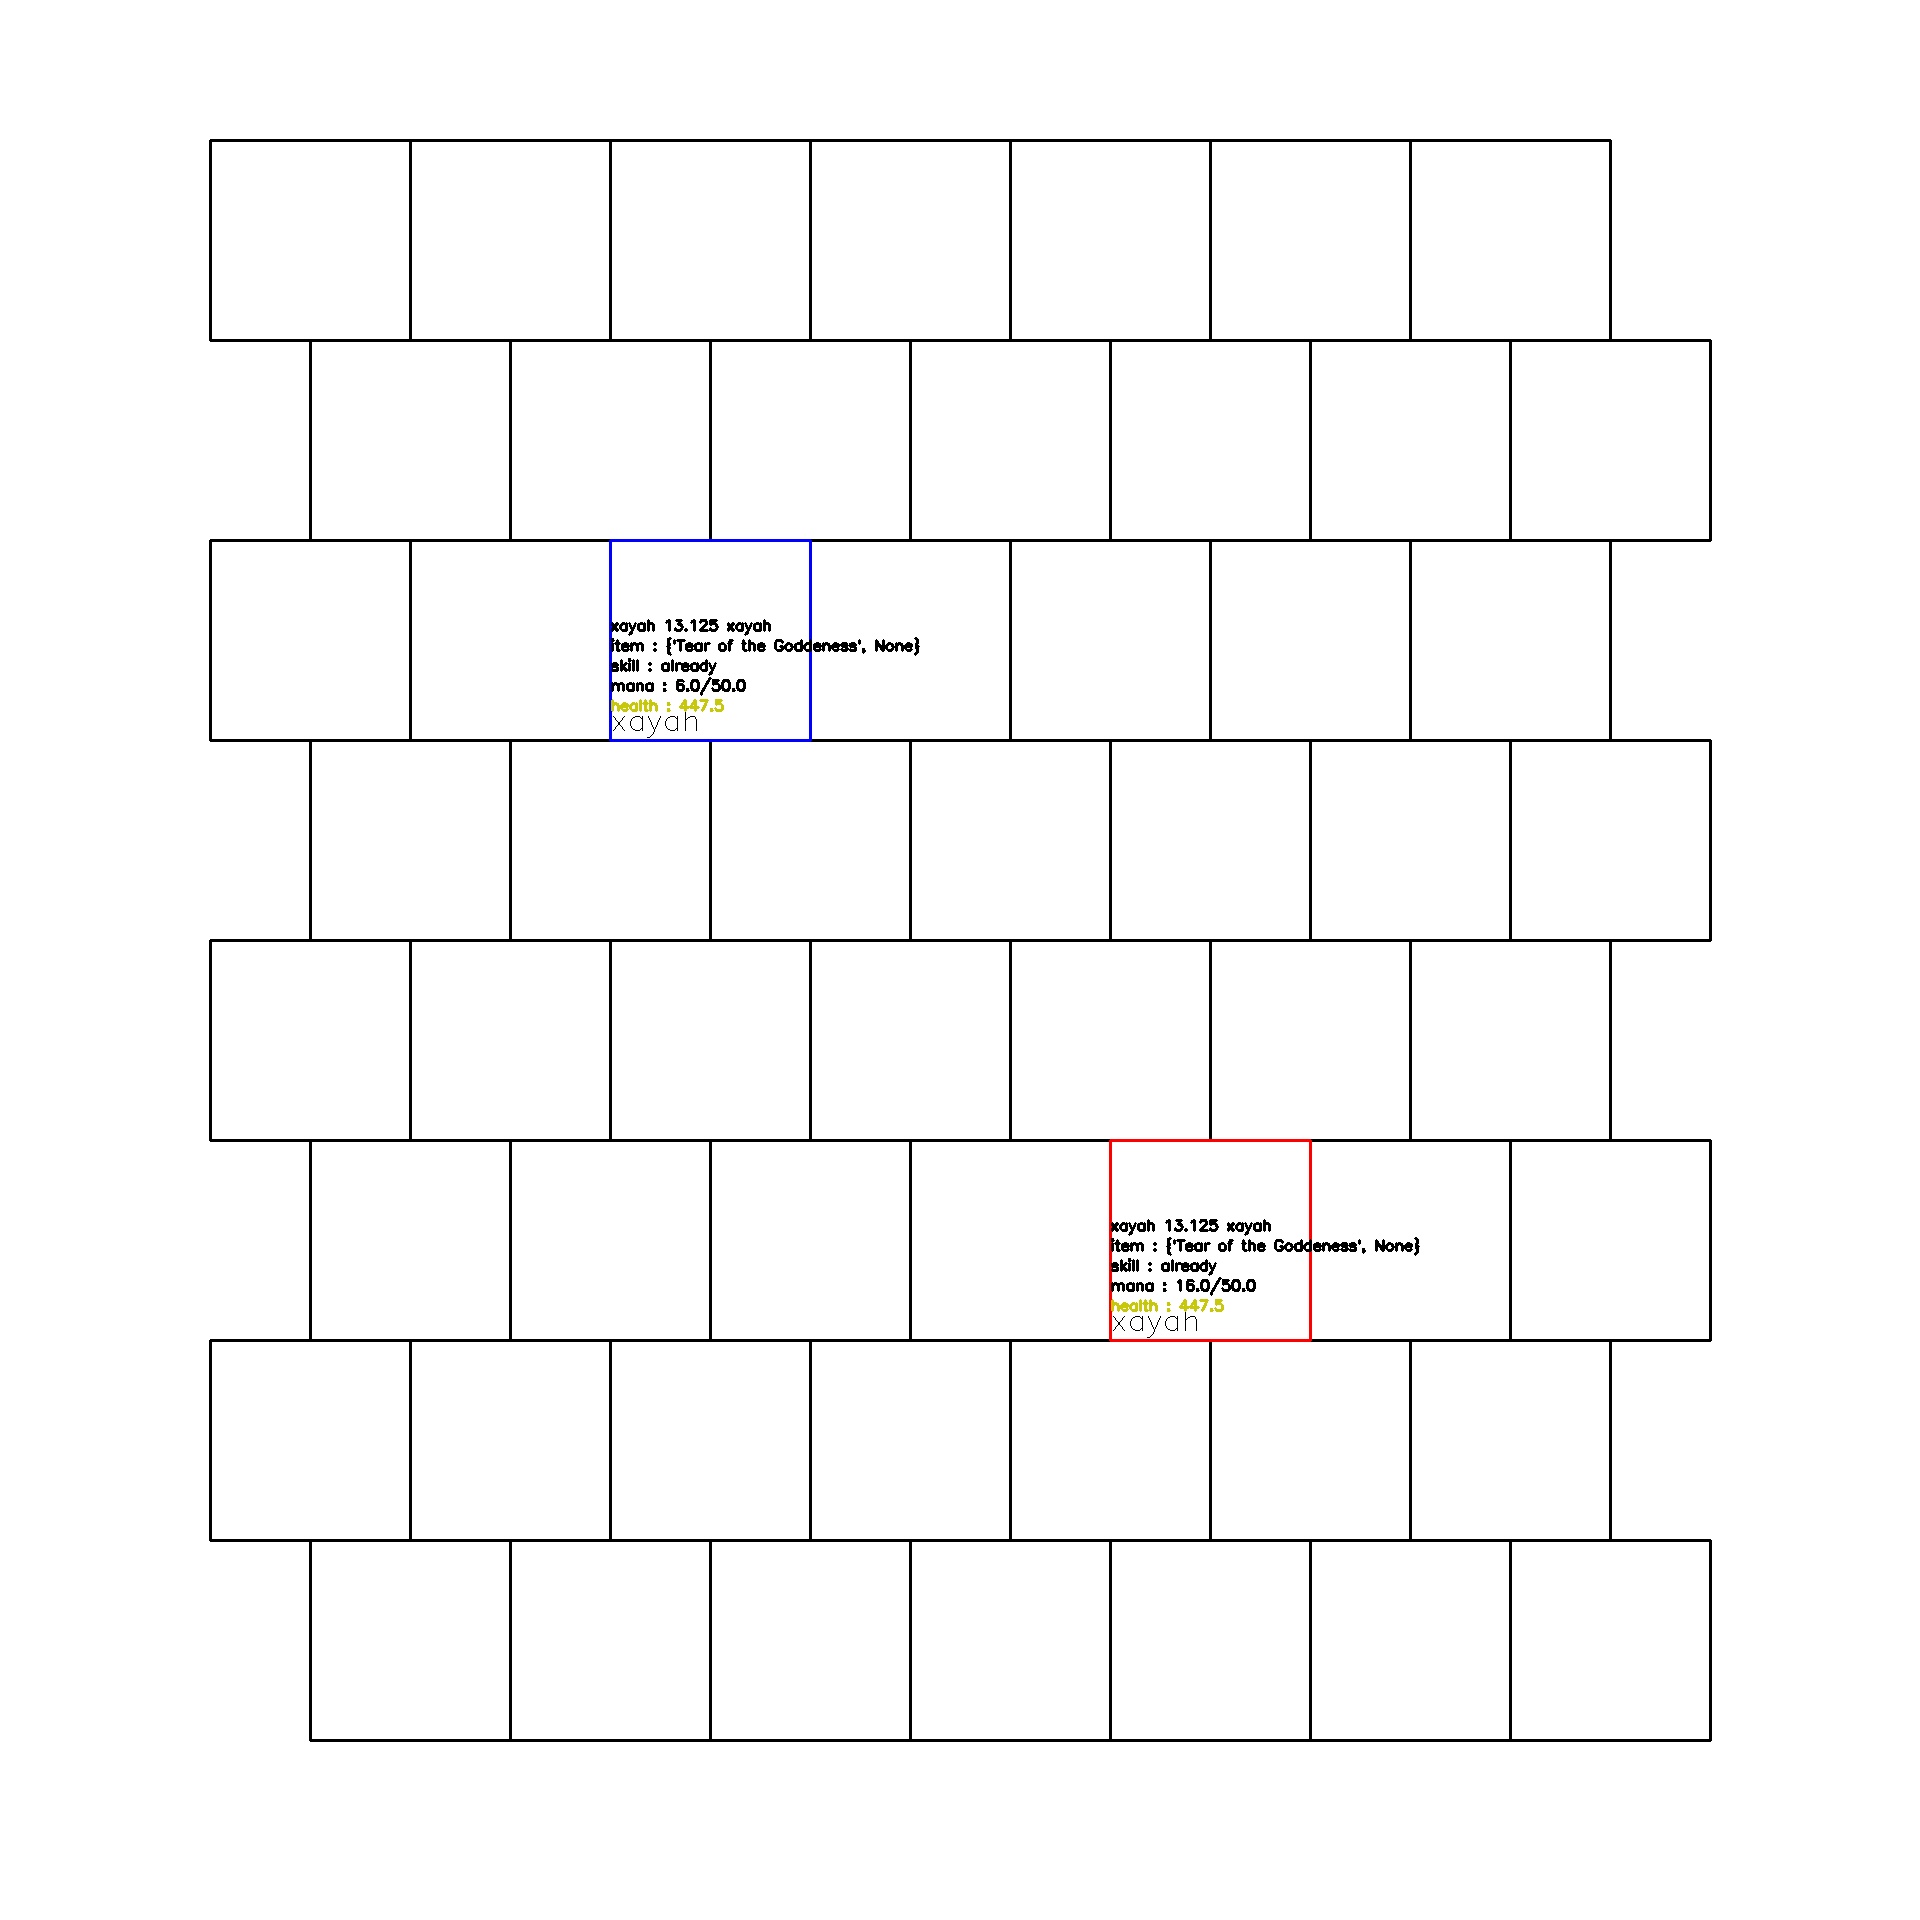 xayah 13.125 xayah
item : {'Tear of the Goddeness', None}
skill : already
mana : 6.0/50.0
health : 447.5
xayah
xayah 13.125 xayah
item : {'Tear of the Goddeness', None}
skill : already
mana : 16.0/50.0
health : 447.5
xayah